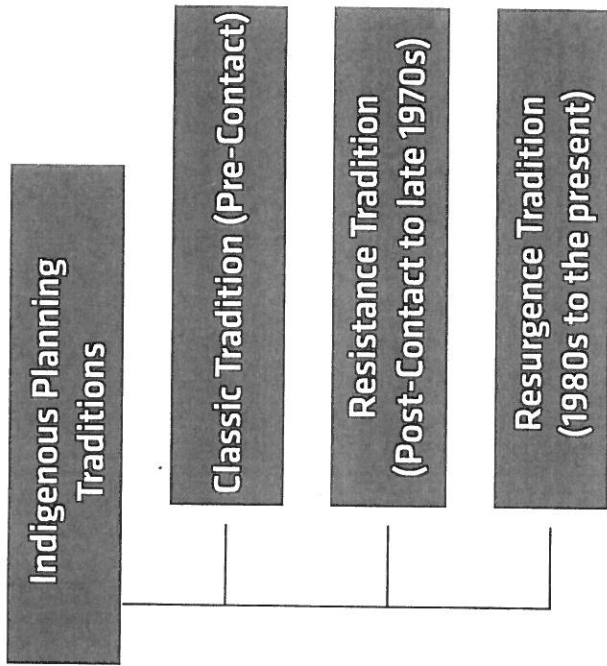 Indigenous Planning
Traditions
Classic Tradition (Pre-Contact)
Resistance Tradition
(Post-Contact to late 1970s)
Resurgence Tradition
(1980s to the present)